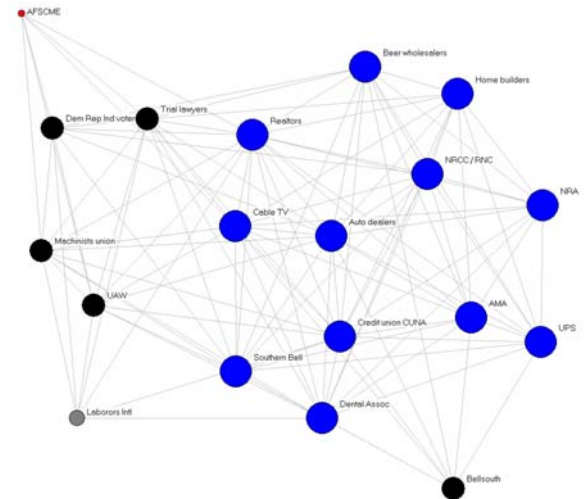 AFSCME
Beer wholesalers
Home builders
Trial lawyers
Dem Rep Ind voter
Realtors
NRCC / RNC
NRA
Cable TV
Auto dealers
Machinists union
UAW
AMA
Credit union CUNA
UPS
Southern Bell
Dental Assoc
Laborors Intl
Bellsouth